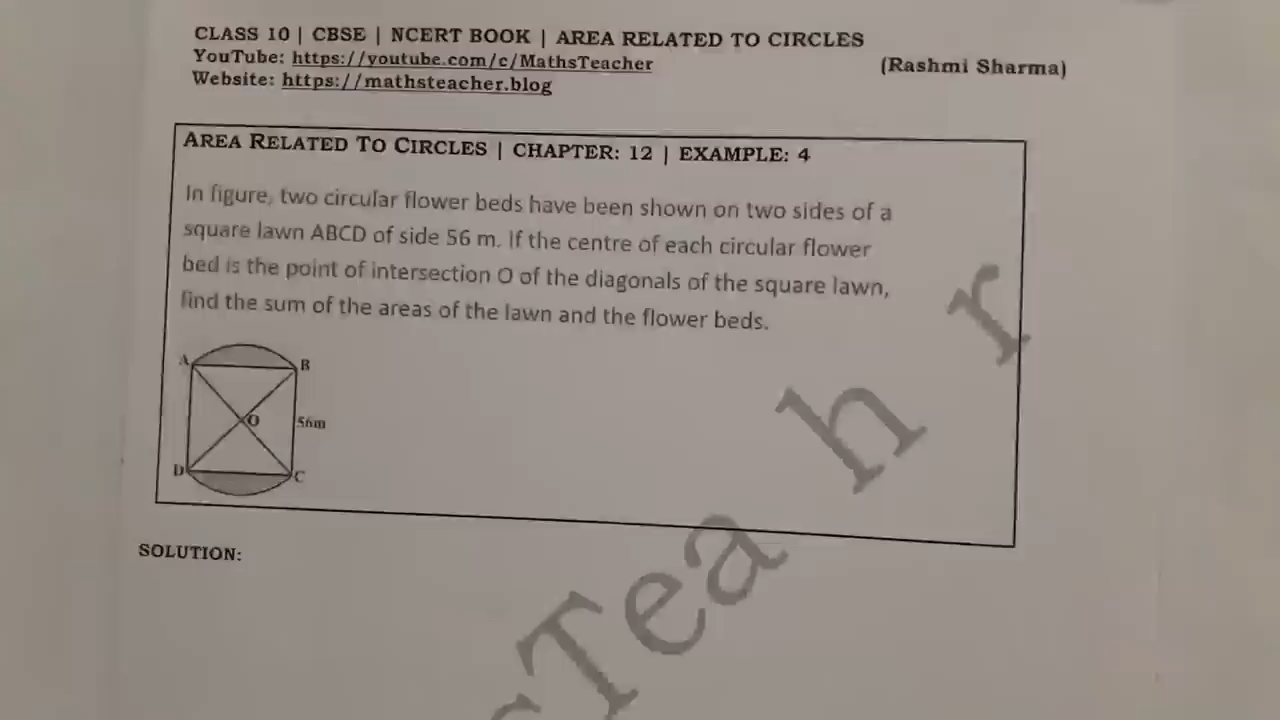 CLASS 10 | CBSE | NCERT BOOK | AREA RELATED TO CIRCLES
YouTube: https://youtube.com/c/MathsTeacher
(Rashmi Sharma)
Website: https://mathsteacher.blog
AREA RELATED TO CIRCLES | CHAPTER: 12 | EXAMPLE: 4
In figure, two circular flower beds have been shown on two sides of a
square lawn ABCD of side 56 m. If the centre of each circular flower
bed is the point of intersection O of the diagonals of the square lawn,
find the sum of the areas of the lawn and the flower beds.
A
B
O
56m
D
C
SOLUTION:
sTea h r